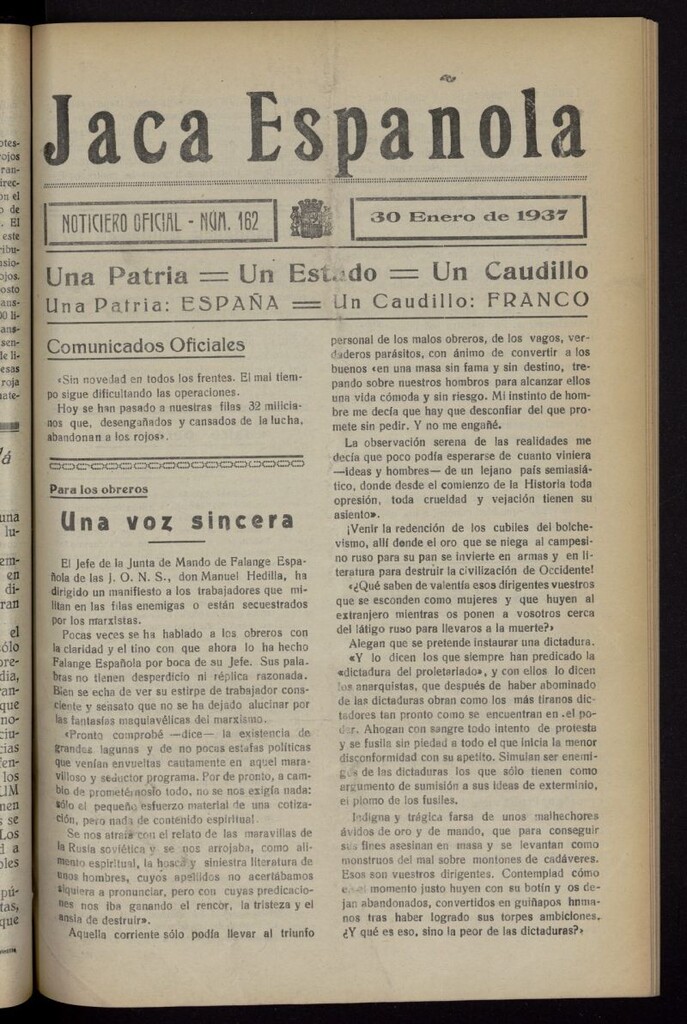 Jaca Española
NOTICIERO OFICIAL - NÚM. 162
30 Enero de 1937
Una Patria = Un Estado = Un Caudillo
Una Patria: ESPAÑA = Un Caudillo: FRANCO
Comunicados Oficiales
«Sin novedad en todos los frentes. El mal tiem-
po sigue dificultando las operaciones.
Hoy se han pasado a nuestras filas 32 milicia-
nos que, desengañados y cansados de la lucha,
abandonan a los rojos».
Para los obreros
Una voz sincera
El Jefe de la Junta de Mando de Falange Espa-
ñola de las J. O. N. S., don Manuel Hedilla, ha
dirigido un manifiesto a los trabajadores que mi-
litan en las filas enemigas o están secuestrados
por los marxistas.
Pocas veces se ha hablado a los obreros con
la claridad y el tino con que ahora lo ha hecho
Falange Española por boca de su Jefe. Sus pala-
bras no tienen desperdicio ni réplica razonada.
Bien se echa de ver su estirpe de trabajador cons-
ciente y sensato que no se ha dejado alucinar por
las fantasías maquiavélicas del marxismo.
«Pronto comprobé —dice— la existencia de
grandes lagunas y de no pocas estafas políticas
que venían envueltas cautamente en aquel mara-
villoso y seductor programa. Por de pronto, a cam-
bio de prometérnoslo todo, no se nos exigía nada:
sólo el pequeño esfuerzo material de una cotiza-
ción, pero nada de contenido espiritual.
Se nos atraía con el relato de las maravillas de
la Rusia soviética y se nos arrojaba, como ali-
mento espiritual, la hosca y siniestra literatura de
unos hombres, cuyos apellidos no acertábamos
siquiera a pronunciar, pero con cuyas predicacio-
nes nos iba ganando el rencor, la tristeza y el
ansia de destruir».
Aquella corriente sólo podía llevar al triunfo
personal de los malos obreros, de los vagos, ver-
daderos parásitos, con ánimo de convertir a los
buenos «en una masa sin fama y sin destino, tre-
pando sobre nuestros hombros para alcanzar ellos
una vida cómoda y sin riesgo. Mi instinto de hom-
bre me decía que hay que desconfiar del que pro-
mete sin pedir. Y no me engañé.
La observación serena de las realidades me
decía que poco podía esperarse de cuanto viniera
—ideas y hombres— de un lejano país semiasiá-
tico, donde desde el comienzo de la Historia toda
opresión, toda crueldad y vejación tienen su
asiento».
¡Venir la redención de los cubiles del bolche-
vismo, allí donde el oro que se niega al campesi-
no ruso para su pan se invierte en armas y en li-
teratura para destruir la civilización de Occidente!
«¿Qué saben de valentía esos dirigentes vuestros
que se esconden como mujeres y que huyen al
extranjero mientras os ponen a vosotros cerca
del látigo ruso para llevaros a la muerte?»
Alegan que se pretende instaurar una dictadura.
«Y lo dicen los que siempre han predicado la
«dictadura del proletariado», y con ellos lo dicen
los anarquistas, que después de haber abominado
de las dictaduras obran como los más tiranos dic-
tadores tan pronto como se encuentran en .el po-
der. Ahogan con sangre todo intento de protesta
y se fusila sin piedad a todo el que inicia la menor
disconformidad con su apetito. Simulan ser enemi-
gos de las dictaduras los que sólo tienen como
argumento de sumisión a sus ideas de exterminio,
el plomo de los fusiles.
Indigna y trágica farsa de unos malhechores
ávidos de oro y de mando, que para conseguir
sus fines asesinan en masa y se levantan como
monstruos del mal sobre montones de cadáveres.
Esos son vuestros dirigentes. Contemplad cómo
en el momento justo huyen con su botín y os de-
jan abandonados, convertidos en guiñapos hnma-
nos tras haber logrado sus torpes ambiciones.
¿Y qué es eso, sino la peor de las dictaduras?»